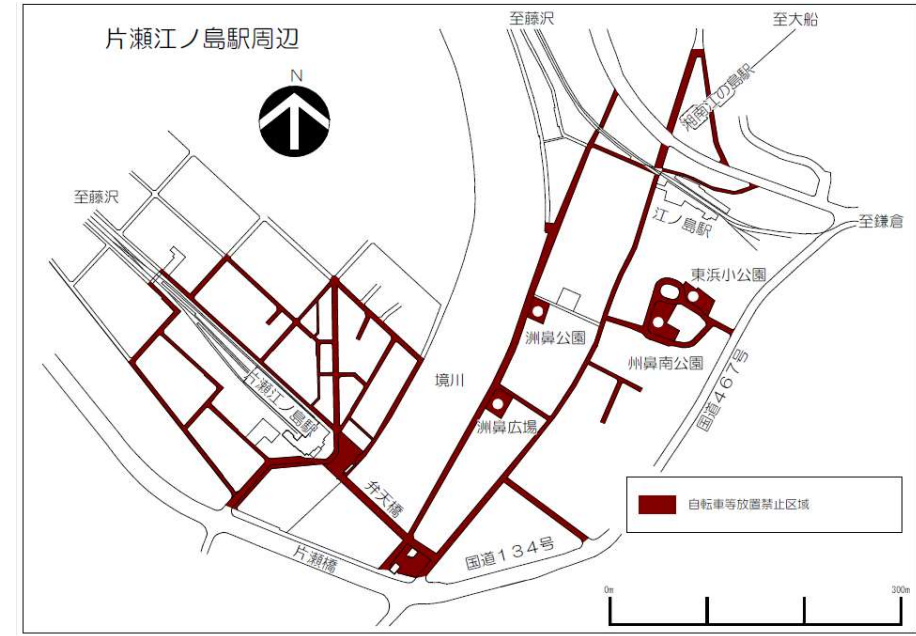 片瀬江ノ島駅周辺
N
至藤沢
至大船
湘南江の島駅
至藤沢
江ノ島駅
至鎌倉
東浜小公園
洲鼻公園
州鼻南公園
境川
片瀬江ノ島駅
洲鼻広場
国道467号
弁天橋
自転車等放置禁止区域
国道134号
片瀬橋
0m
300m